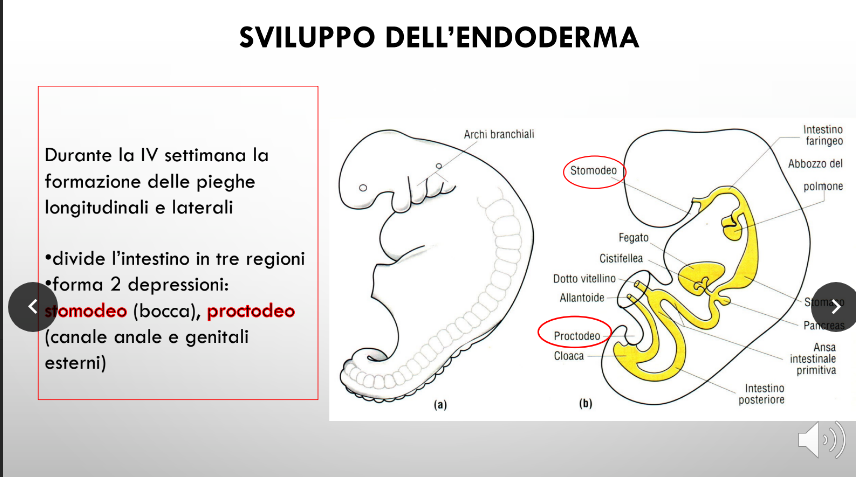 SVILUPPO DELL'ENDODERMA
Durante la IV settimana la
formazione delle pieghe
longitudinali e laterali
•divide l'intestino in tre regioni
•forma 2 depressioni:
stomodeo (bocca), proctodeo
(canale anale e genitali
esterni)
Archi branchiali
(a)
Stomodeo
Intestino
faringeo
Abbozzo del
polmone
Fegato
Cistifellea
Dotto vitellino
Allantoide
Proctodeo
Cloaca
Stomaco
Pancreas
Ansa
intestinale
primitiva
Intestino
posteriore
(b)